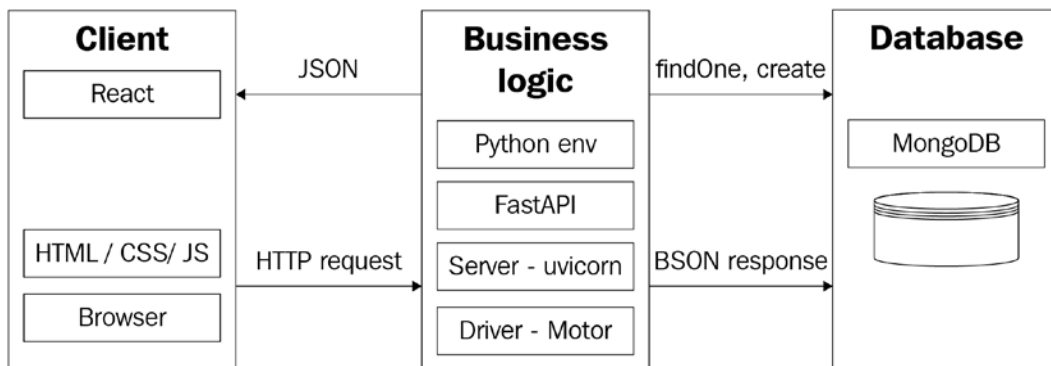 Client
React
HTML / CSS/ JS
Browser
JSON
HTTP request
Business
logic
Python env
FastAPI
Server - uvicorn
Driver - Motor
findOne, create
BSON response
Database
MongoDB